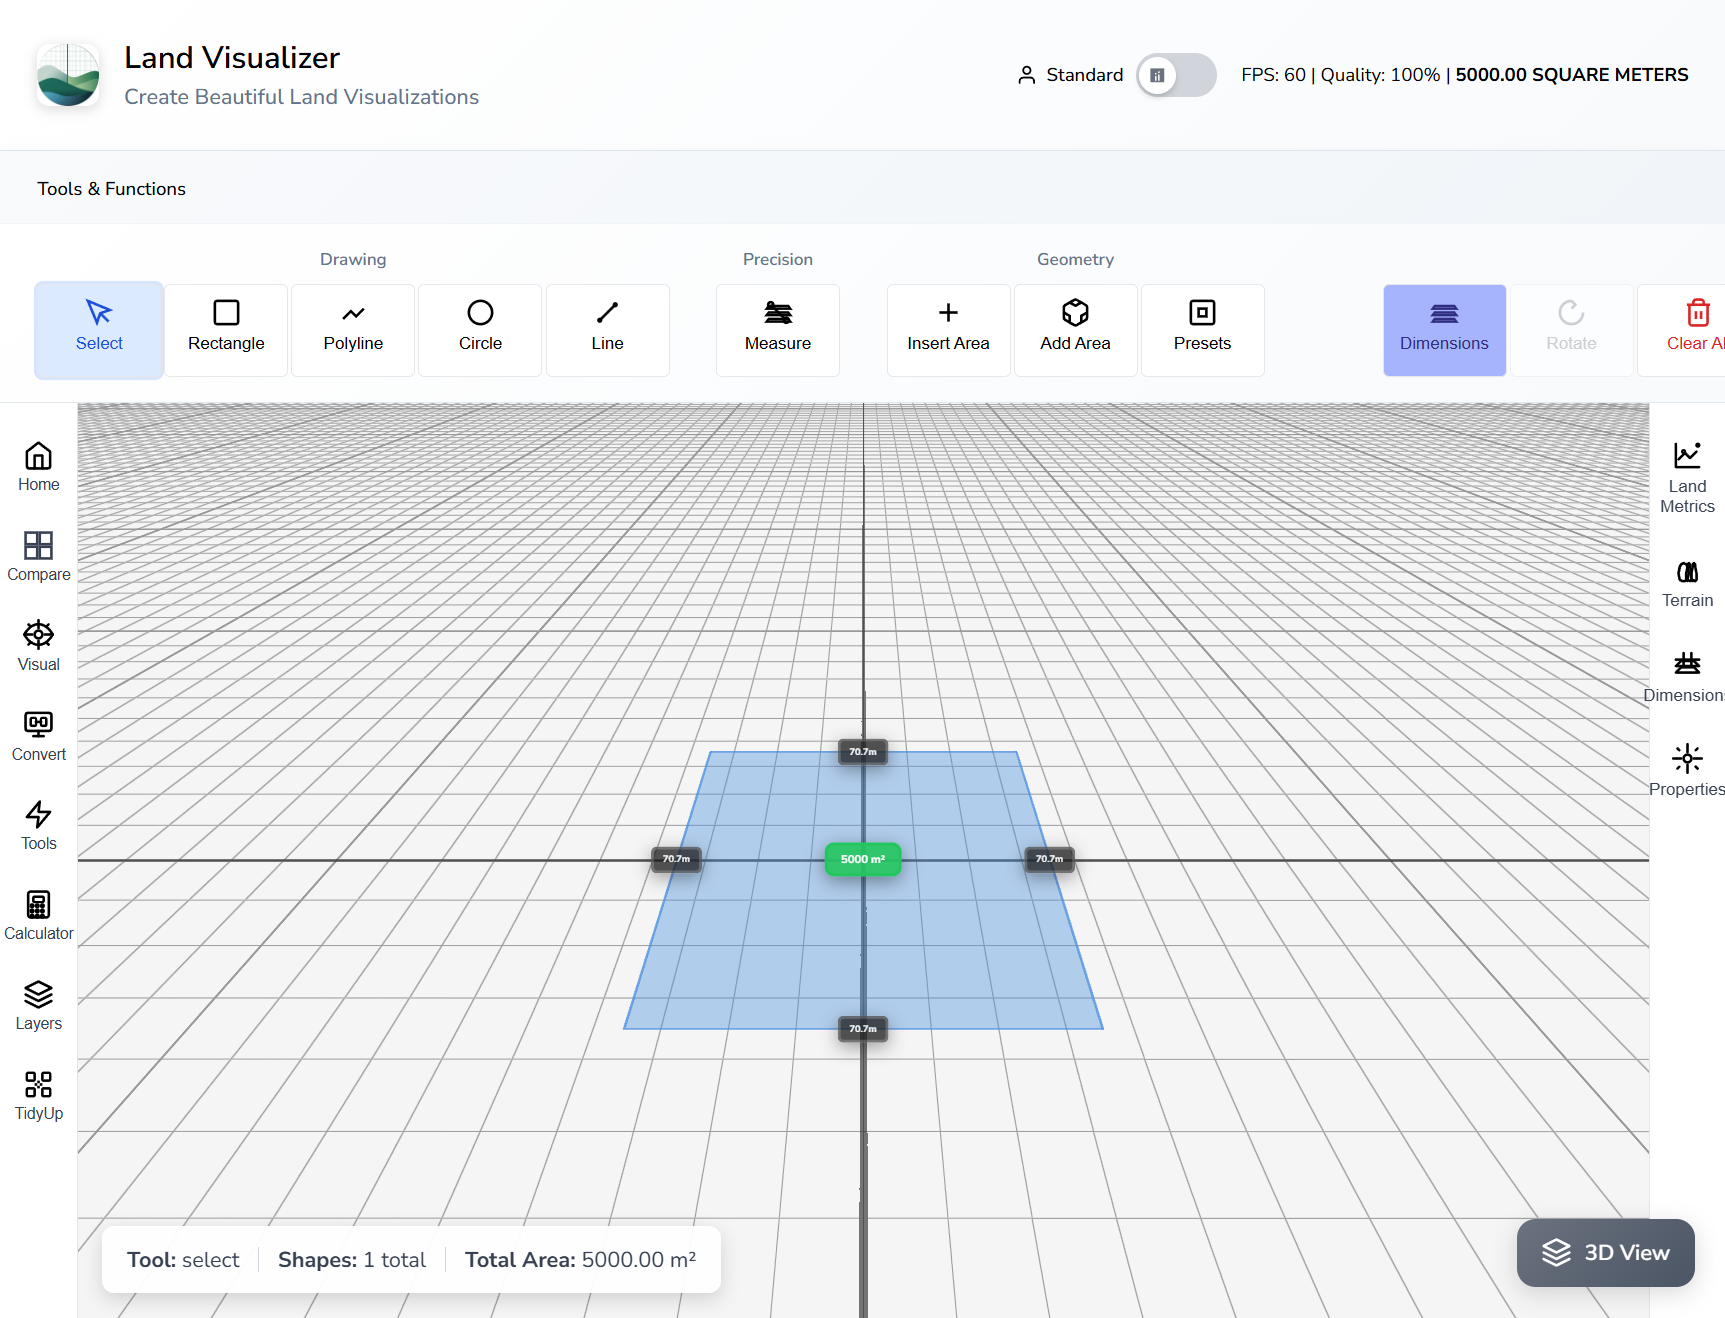 Land Visualizer
Create Beautiful Land Visualizations
Standard
FPS: 60 | Quality: 100% | 5000.00 SQUARE METERS
Tools & Functions
Drawing
Precision
Geometry
Select
Rectangle
Polyline
Circle
Line
Measure
Insert Area
Add Area
Presets
Dimensions
Rotate
Clear Al
Home
Compare
Visual
Convert
Tools
Calculator
Layers
TidyUp
70.7m
70.7m
5000 m²
70.7m
70.7m
Land
Metrics
Terrain
Dimensions
Properties
Tool: select
Shapes: 1 total
Total Area: 5000.00 m²
3D View